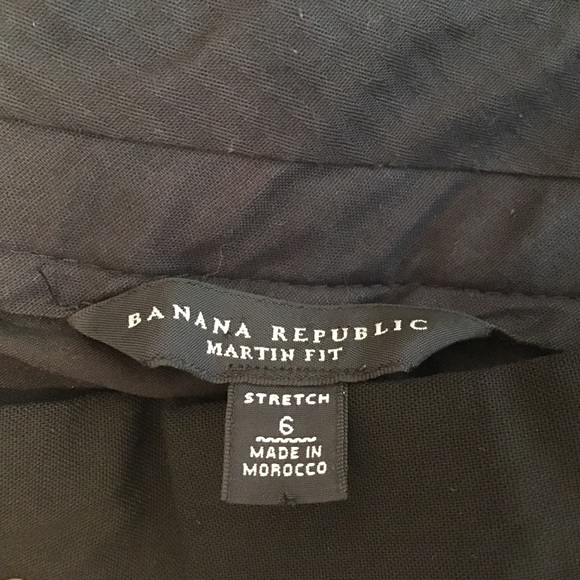 BANANA REPUBLIC
MARTIN FIT
STRETCH
6
MADE IN
MOROCCO